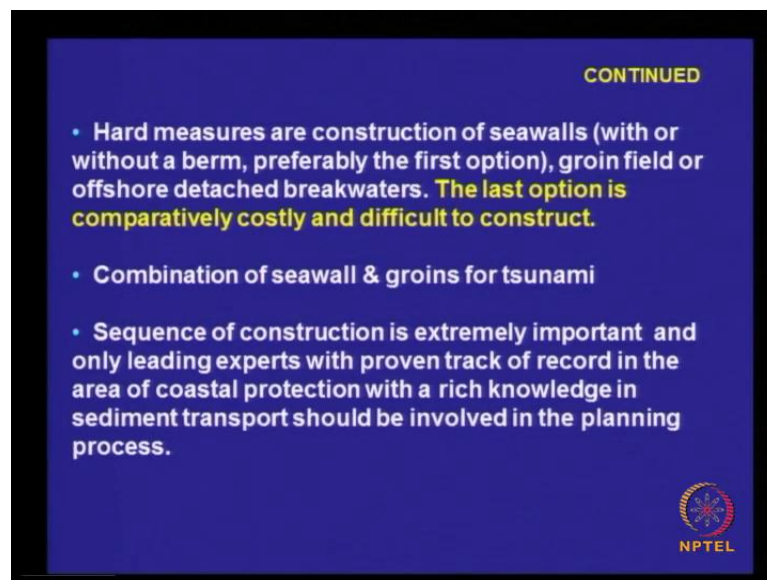 CONTINUED
• Hard measures are construction of seawalls (with or
without a berm, preferably the first option), groin field or
offshore detached breakwaters. The last option is
comparatively costly and difficult to construct.
• Combination of seawall & groins for tsunami
• Sequence of construction is extremely important and
only leading experts with proven track of record in the
area of coastal protection with a rich knowledge in
sediment transport should be involved in the planning
process.
NPTEL